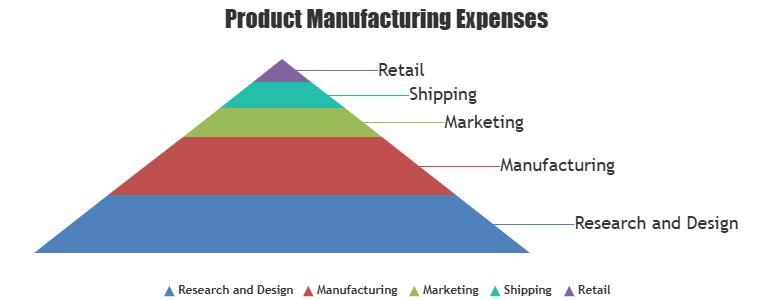 Product Manufacturing Expenses
Retail
Shipping
Marketing
Manufacturing
Research and Design
Research and Design Manufacturing Marketing Shipping Retail